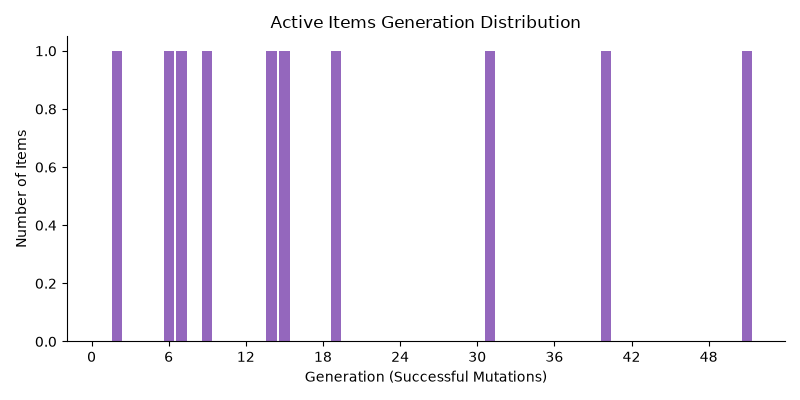 Active Items Generation Distribution
Number of Items
1.0
0.8
0.6
0.4
0.2
0.0
0 6 12 18 24 30 36 42 48
Generation (Successful Mutations)